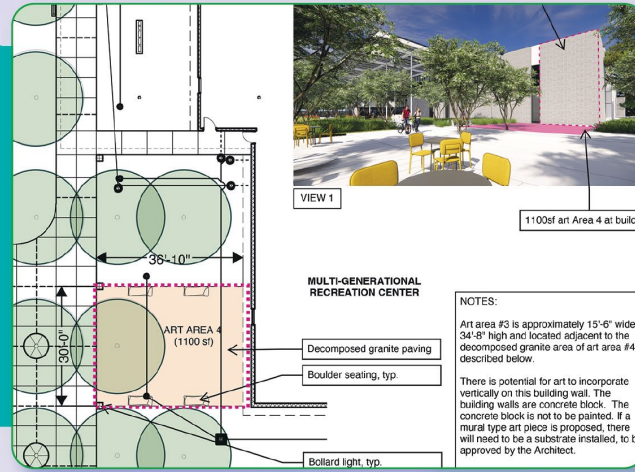 VIEW 1
1100sf art Area 4 at
36'-10"
MULTI-GENERATIONAL
RECREATION CENTER
30'-0"
ART AREA 4
(1100 sf)
Decomposed granite paving
Boulder seating, typ.
Bollard light, typ.
NOTES:
Art area #3 is approximately 15'-6" wide
34'-8" high and located adjacent to the
decomposed granite area of art area #4
described below.
There is potential for art to incorporate
vertically on this building wall. The
building walls are concrete block. The
concrete block is not to be painted. If a
mural type art piece is proposed, there
will need to be a substrate installed, to
approved by the Architect.